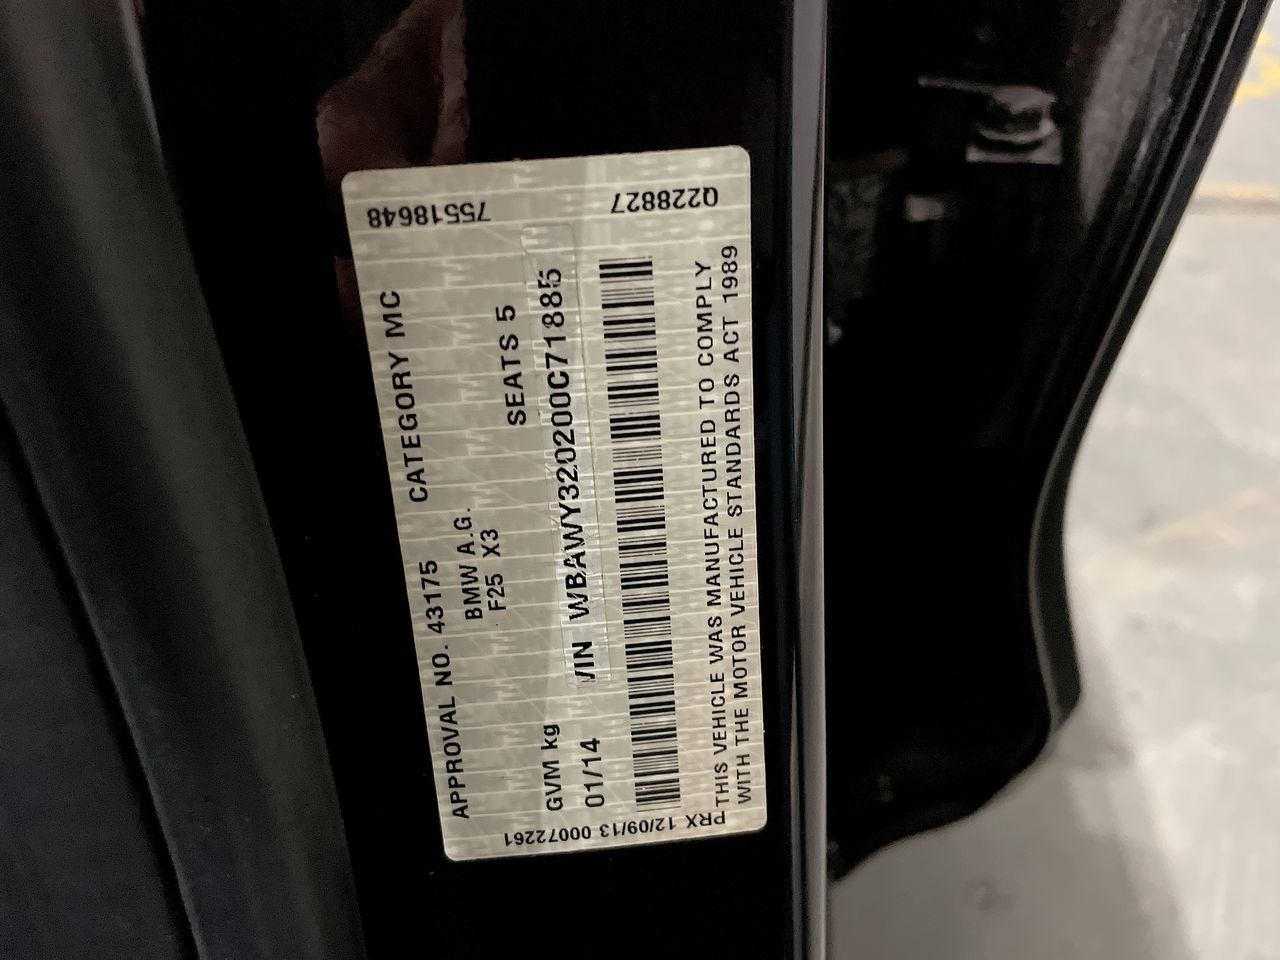 APPROVAL NO. 43175 CATEGORY MC
BMW A.G.
F25 X3
SEATS 5
GVM kg
01/14
VIN WBAWY320200C71885
THIS VEHICLE WAS MANUFACTURED TO COMPLY
WITH THE MOTOR VEHICLE STANDARDS ACT 1989
75518648
Q228827
PRX 12/09/13 00072261